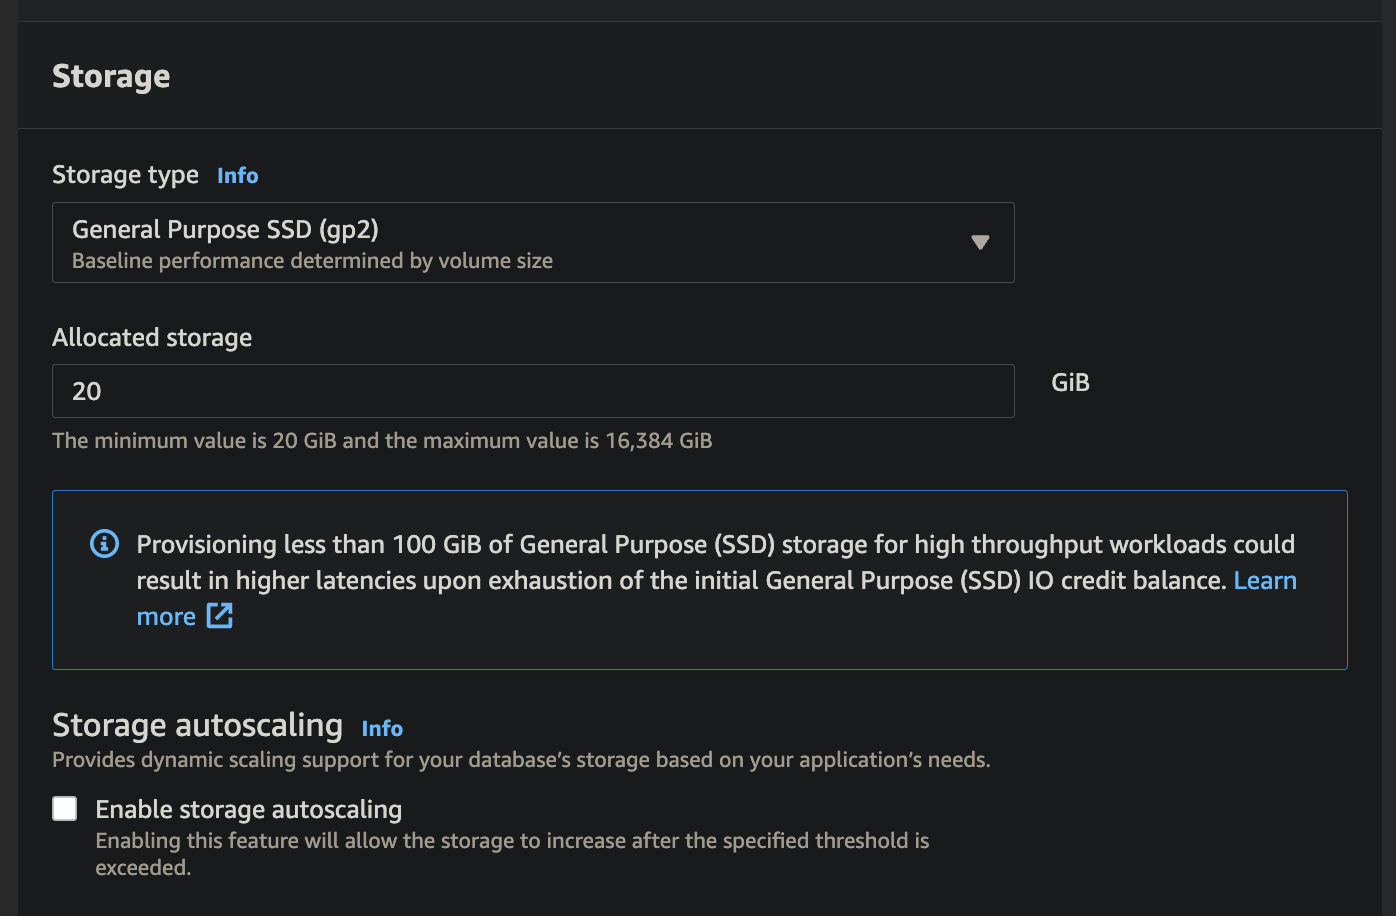 Storage
Storage type Info
General Purpose SSD (gp2)
Baseline performance determined by volume size
Allocated storage
20
GiB
The minimum value is 20 GiB and the maximum value is 16,384 GiB
Provisioning less than 100 GiB of General Purpose (SSD) storage for high throughput workloads could
result in higher latencies upon exhaustion of the initial General Purpose (SSD) IO credit balance. Learn
more
Storage autoscaling Info
Provides dynamic scaling support for your database’s storage based on your application’s needs.
Enable storage autoscaling
Enabling this feature will allow the storage to increase after the specified threshold is
exceeded.